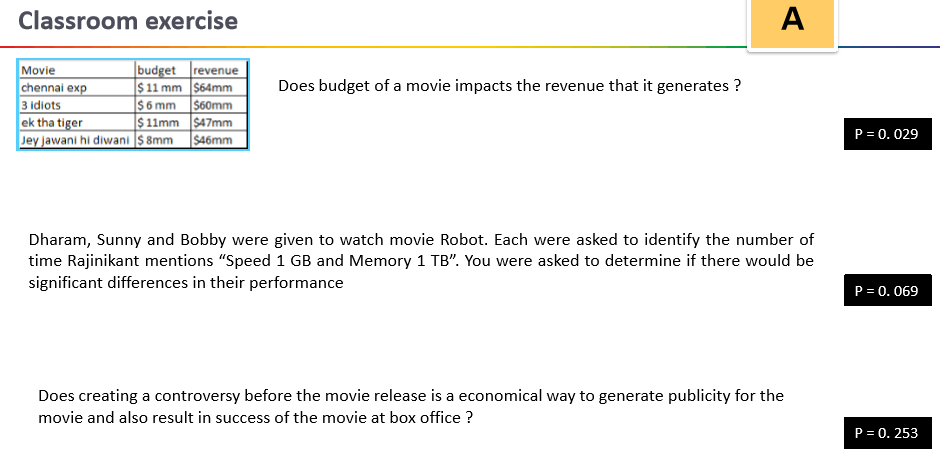 Classroom exercise
A
Movie budget revenue
chennai exp $ 11 mm $64mm
3 idiots $ 6 mm $60mm
ek tha tiger $ 11mm $47mm
Jey jawani hi diwani $ 8mm $46mm
Does budget of a movie impacts the revenue that it generates ?
P = 0. 029
Dharam, Sunny and Bobby were given to watch movie Robot. Each were asked to identify the number of
time Rajinikant mentions “Speed 1 GB and Memory 1 TB”. You were asked to determine if there would be
significant differences in their performance
P = 0. 069
Does creating a controversy before the movie release is a economical way to generate publicity for the
movie and also result in success of the movie at box office ?
P = 0. 253